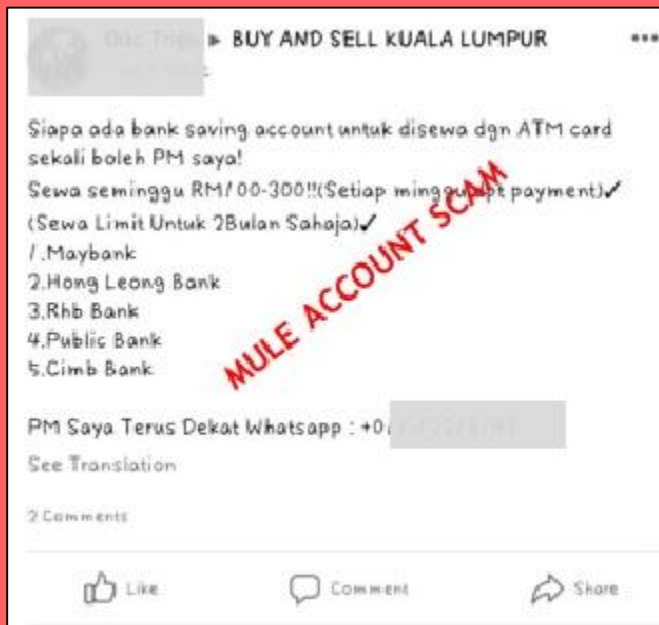 ▶ BUY AND SELL KUALA LUMPUR
Siapa ada bank saving account untuk disewa dgn ATM card
sekali boleh PM saya!
Sewa seminggu RM100-300!!(Setiap minggu payment)✓
(Sewa Limit Untuk 2Bulan Sahaja)✓
1.Maybank
2.Hong Leong Bank
3.Rhb Bank
4.Public Bank
5.Cimb Bank
MULE ACCOUNT SCAM
PM Saya Terus Dekat Whatsapp : +0
See Translation
2 Comments
Like Comment Share